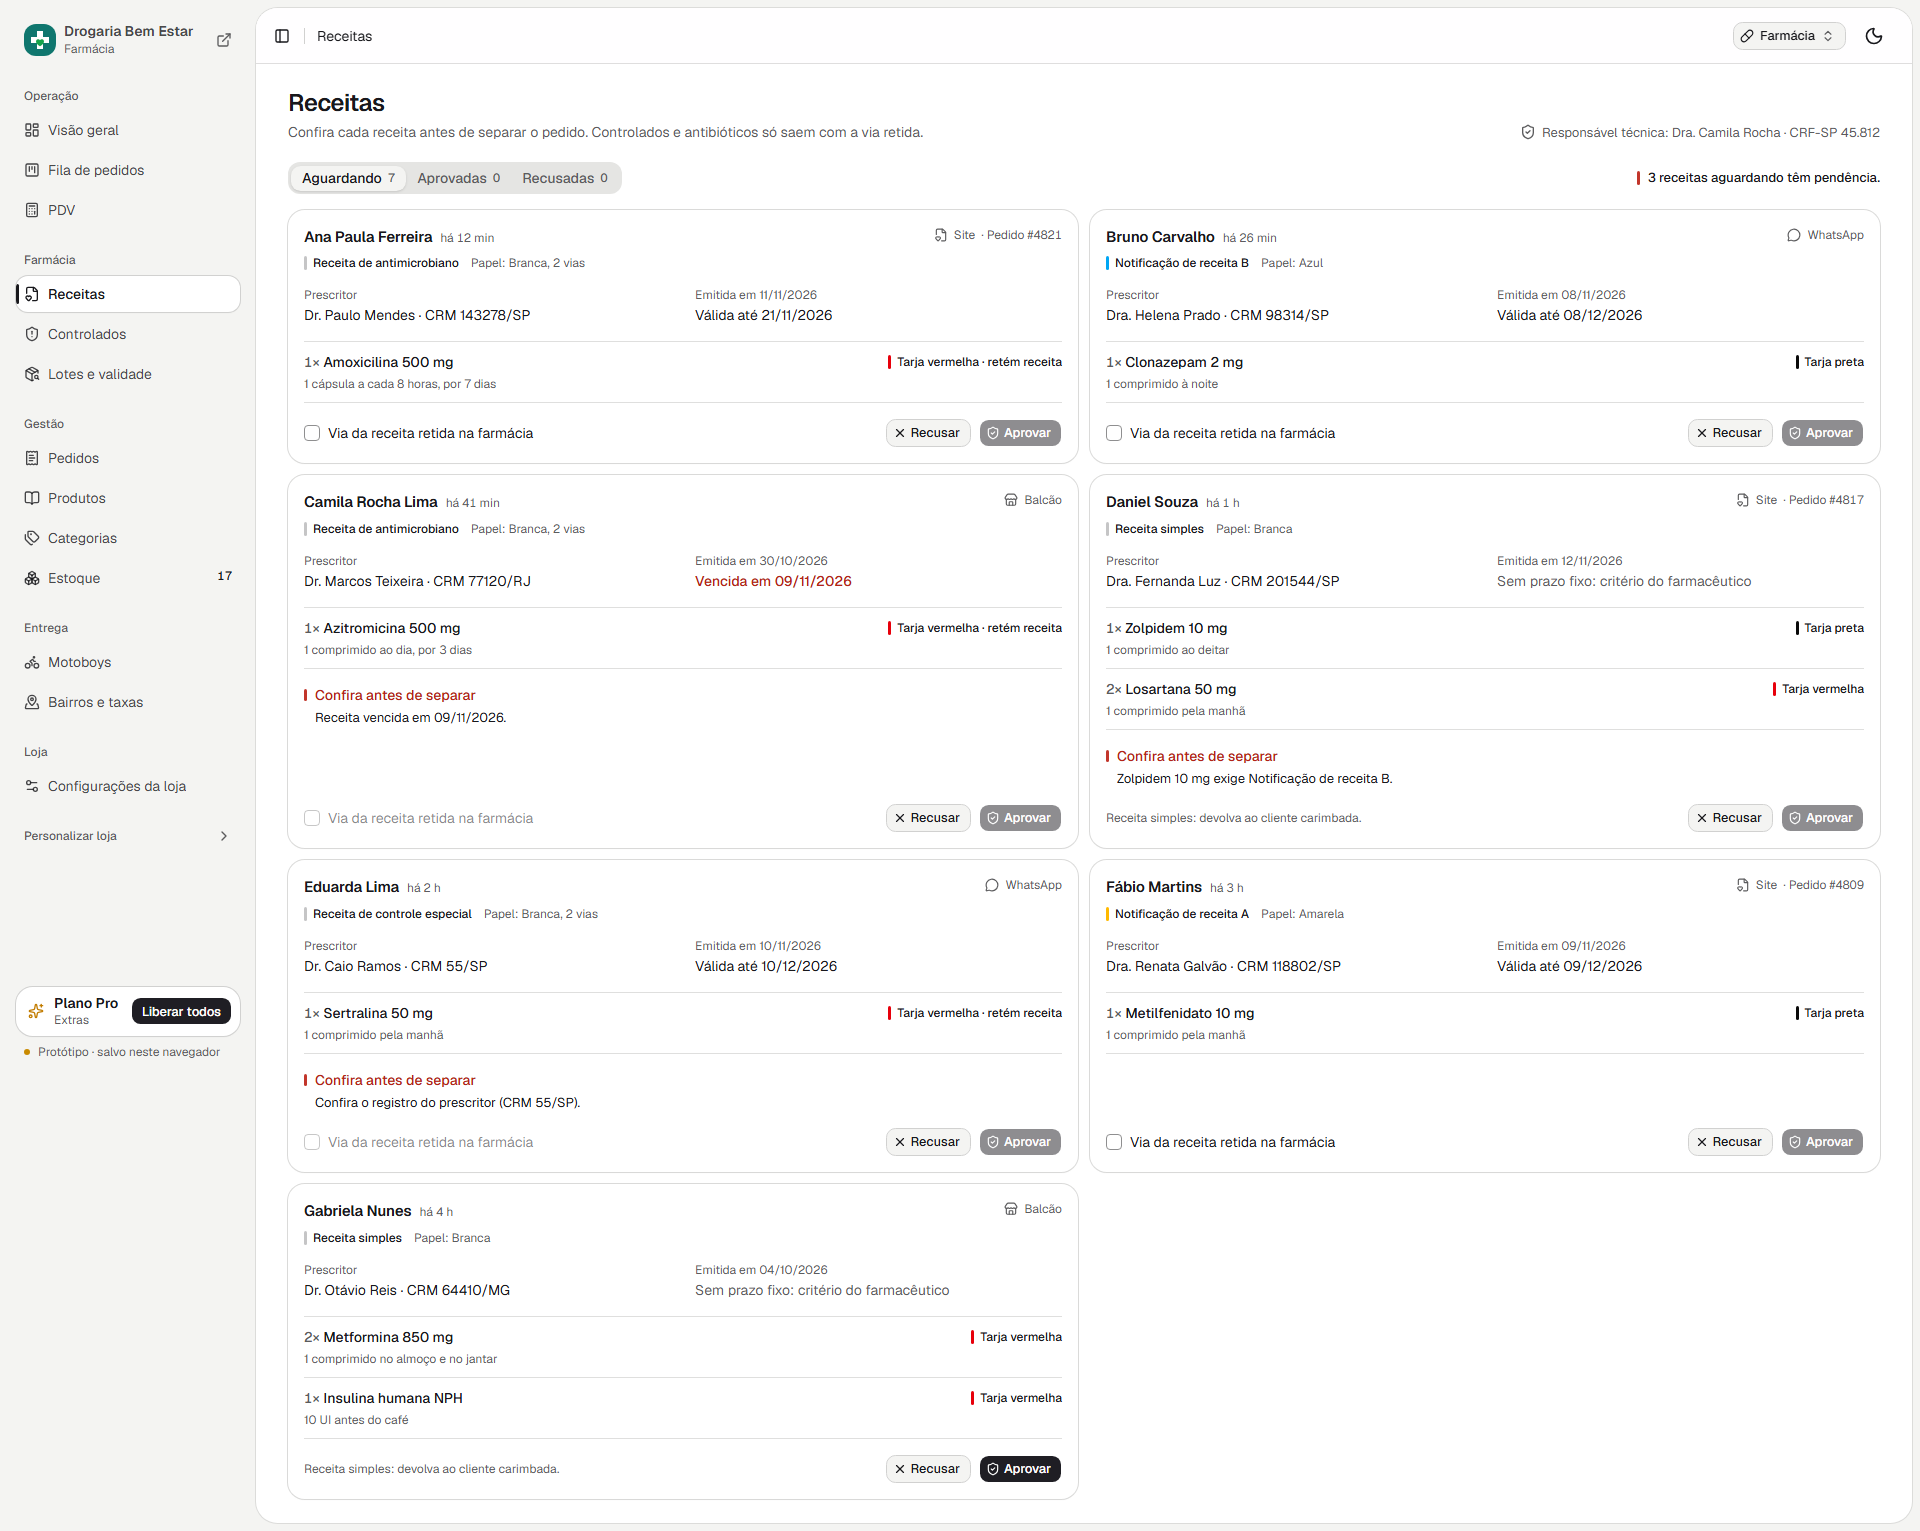 Drogaria Bem Estar
Farmácia
Operação
Visão geral
Fila de pedidos
PDV
Farmácia
Receitas
Controlados
Lotes e validade
Gestão
Pedidos
Produtos
Categorias
Estoque 17
Entrega
Motoboys
Bairros e taxas
Loja
Configurações da loja
Personalizar loja
Plano Pro
Extras
Liberar todos
Protótipo · salvo neste navegador
Receitas
Farmácia
Receitas
Confira cada receita antes de separar o pedido. Controlados e antibióticos só saem com a via retida.
Responsável técnica: Dra. Camila Rocha · CRF-SP 45.812
Aguardando 7 Aprovadas 0 Recusadas 0
3 receitas aguardando têm pendência.
Ana Paula Ferreira há 12 min
Site · Pedido #4821
Receita de antimicrobiano Papel: Branca, 2 vias
Prescritor
Dr. Paulo Mendes · CRM 143278/SP
Emitida em 11/11/2026
Válida até 21/11/2026
1× Amoxicilina 500 mg
Tarja vermelha · retém receita
1 cápsula a cada 8 horas, por 7 dias
Via da receita retida na farmácia
Recusar
Aprovar
Bruno Carvalho há 26 min
WhatsApp
Notificação de receita B Papel: Azul
Prescritor
Dra. Helena Prado · CRM 98314/SP
Emitida em 08/11/2026
Válida até 08/12/2026
1× Clonazepam 2 mg
Tarja preta
1 comprimido à noite
Via da receita retida na farmácia
Recusar
Aprovar
Camila Rocha Lima há 41 min
Balcão
Receita de antimicrobiano Papel: Branca, 2 vias
Prescritor
Dr. Marcos Teixeira · CRM 77120/RJ
Emitida em 30/10/2026
Vencida em 09/11/2026
1× Azitromicina 500 mg
Tarja vermelha · retém receita
1 comprimido ao dia, por 3 dias
Confira antes de separar
Receita vencida em 09/11/2026.
Via da receita retida na farmácia
Recusar
Aprovar
Daniel Souza há 1 h
Site · Pedido #4817
Receita simples Papel: Branca
Prescritor
Dra. Fernanda Luz · CRM 201544/SP
Emitida em 12/11/2026
Sem prazo fixo: critério do farmacêutico
1× Zolpidem 10 mg
Tarja preta
1 comprimido ao deitar
2× Losartana 50 mg
Tarja vermelha
1 comprimido pela manhã
Confira antes de separar
Zolpidem 10 mg exige Notificação de receita B.
Receita simples: devolva ao cliente carimbada.
Recusar
Aprovar
Eduarda Lima há 2 h
WhatsApp
Receita de controle especial Papel: Branca, 2 vias
Prescritor
Dr. Caio Ramos · CRM 55/SP
Emitida em 10/11/2026
Válida até 10/12/2026
1× Sertralina 50 mg
Tarja vermelha · retém receita
1 comprimido pela manhã
Confira antes de separar
Confira o registro do prescritor (CRM 55/SP).
Via da receita retida na farmácia
Recusar
Aprovar
Fábio Martins há 3 h
Site · Pedido #4809
Notificação de receita A Papel: Amarela
Prescritor
Dra. Renata Galvão · CRM 118802/SP
Emitida em 09/11/2026
Válida até 09/12/2026
1× Metilfenidato 10 mg
Tarja preta
1 comprimido pela manhã
Via da receita retida na farmácia
Recusar
Aprovar
Gabriela Nunes há 4 h
Balcão
Receita simples Papel: Branca
Prescritor
Dr. Otávio Reis · CRM 64410/MG
Emitida em 04/10/2026
Sem prazo fixo: critério do farmacêutico
2× Metformina 850 mg
Tarja vermelha
1 comprimido no almoço e no jantar
1× Insulina humana NPH
Tarja vermelha
10 UI antes do café
Receita simples: devolva ao cliente carimbada.
Recusar
Aprovar